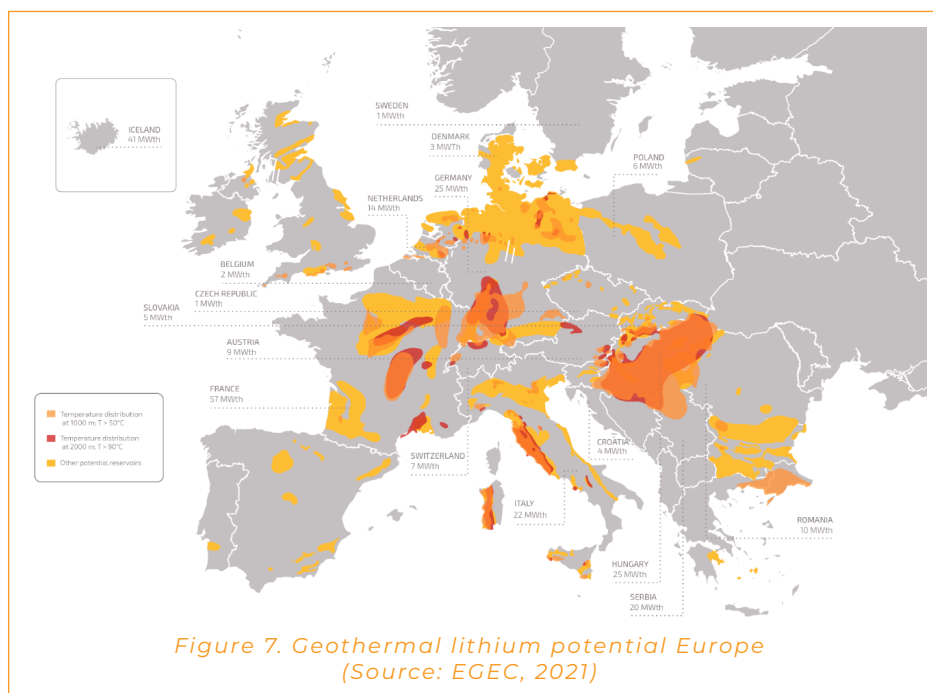 SWEDEN
1 MWth
ICELAND
41 MWth
DENMARK
3 MWTh
POLAND
6 MWth
GERMANY
25 MWth
NETHERLANDS
14 MWth
BELGIUM
2 MWth
CZECH REPUBLIC
1 MWth
SLOVAKIA
5 MWth
AUSTRIA
9 MWth
FRANCE
57 MWth
Temperature distribution
at 1000 m; T > 50°C
Temperature distribution
at 2000 m; T > 90°C
Other potential reservoirs
SWITZERLAND
7 MWth
CROATIA
4 MWth
ITALY
22 MWth
ROMANIA
10 MWth
HUNGARY
25 MWth
SERBIA
20 MWth
Figure 7. Geothermal lithium potential Europe
(Source: EGEC, 2021)